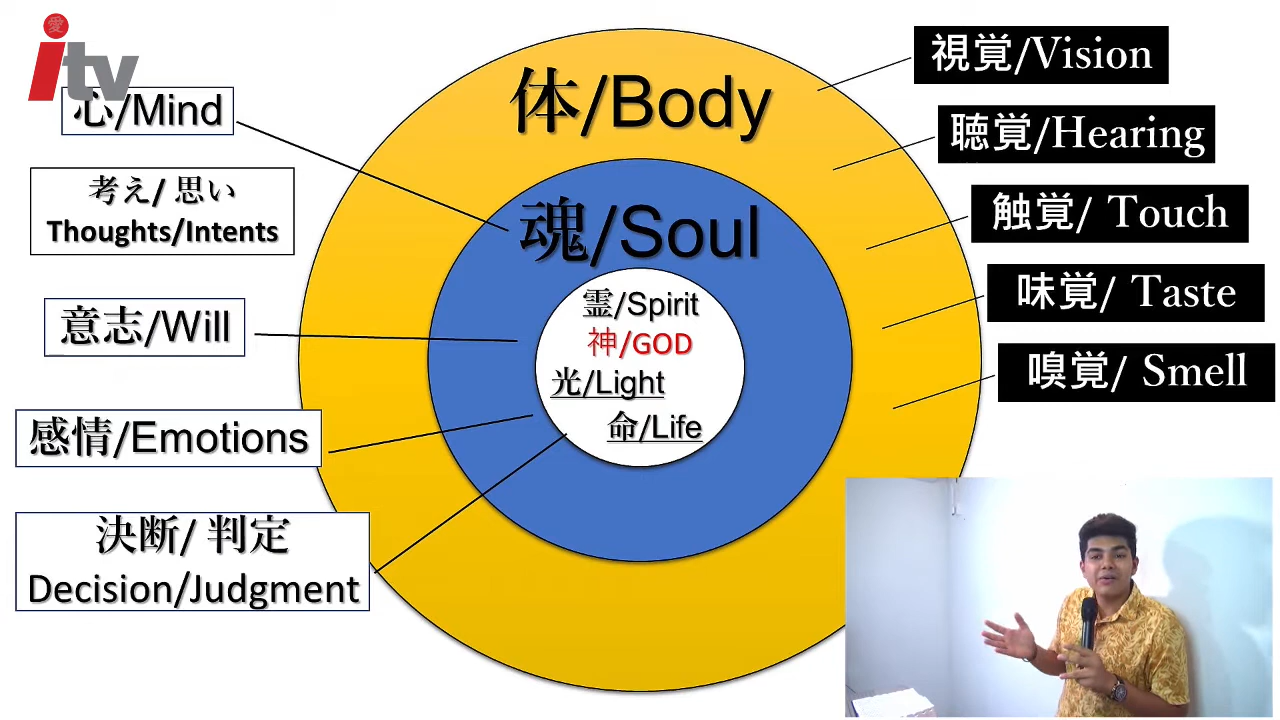 愛
itv
心/Mind
考え/ 思い
Thoughts/Intents
意志/Will
感情/Emotions
決断/ 判定
Decision/Judgment
体/Body
魂/Soul
霊/Spirit
神/GOD
光/Light
命/Life
視覚/Vision
聴覚/Hearing
触覚/ Touch
味覚/ Taste
嗅覚/ Smell